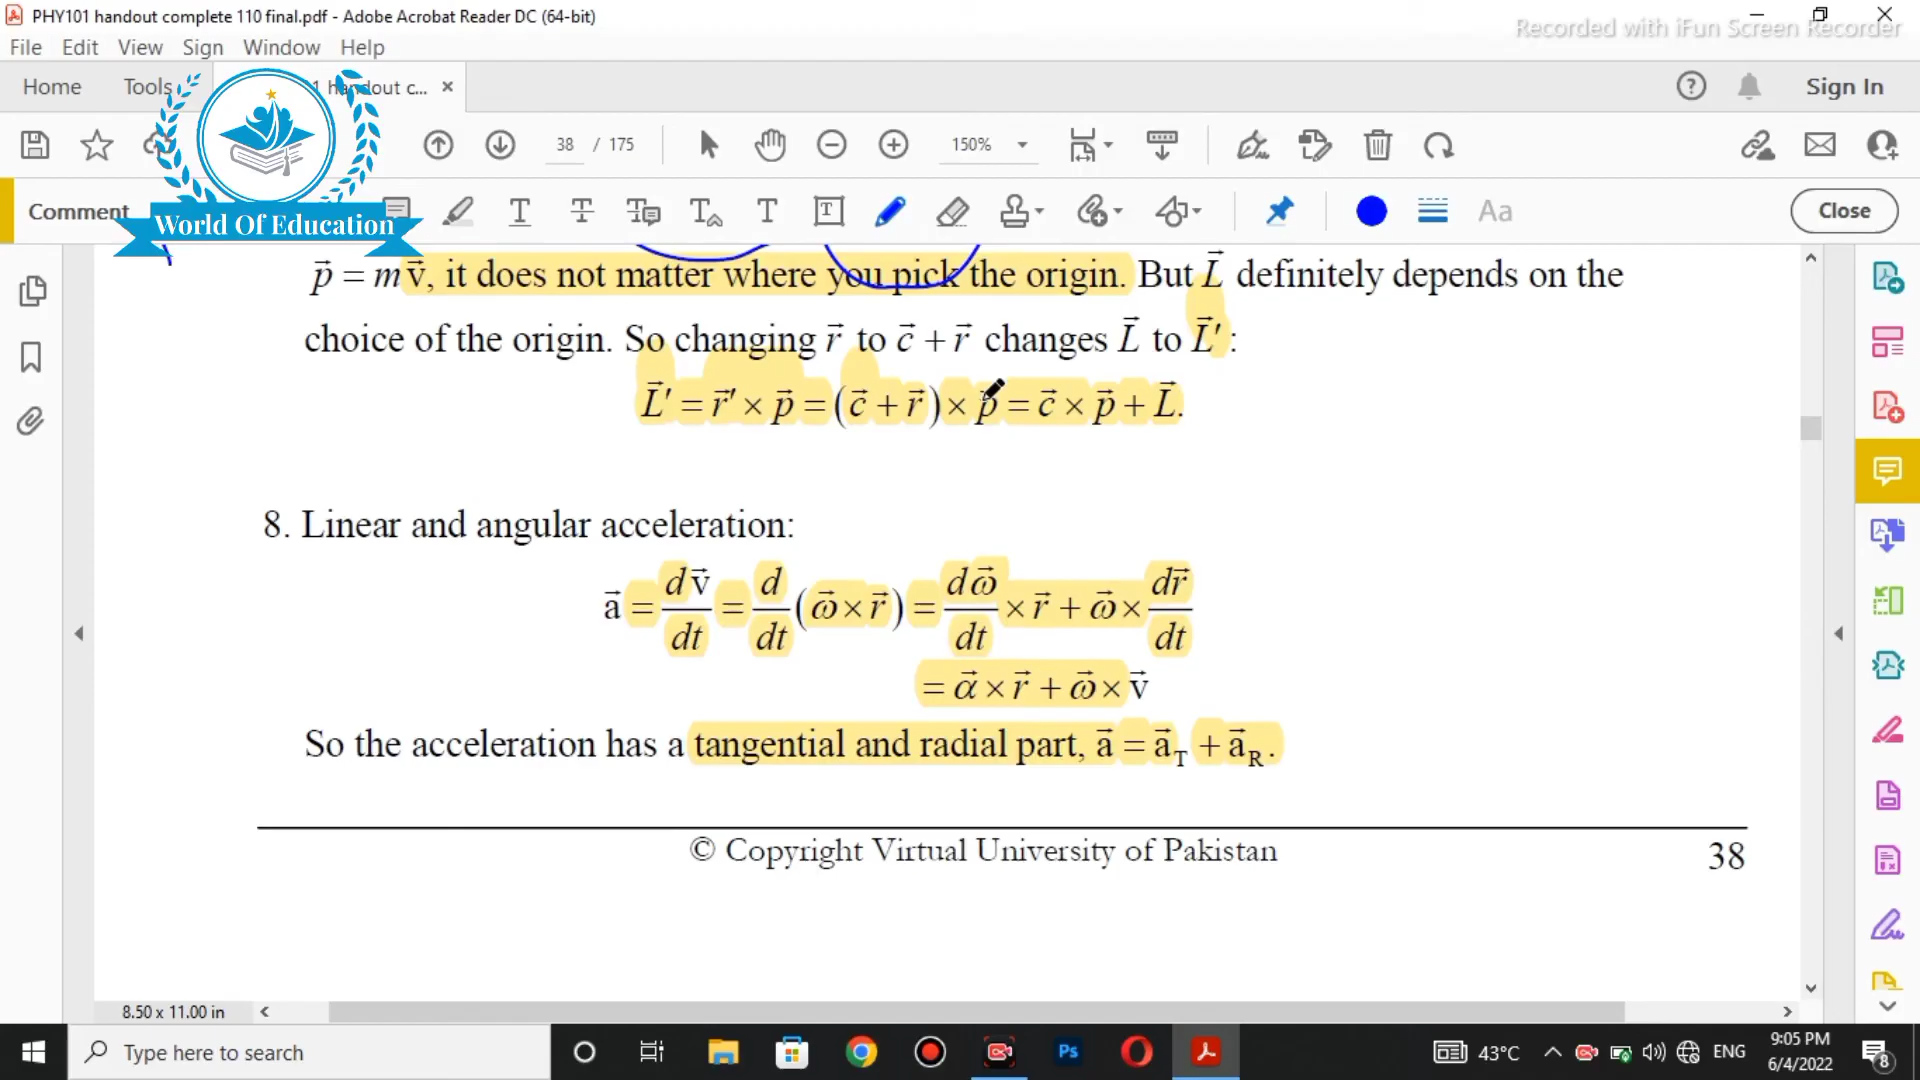 PHY101 handout complete 110 final.pdf - Adobe Acrobat Reader DC (64-bit)
Recorded with iFun Screen Recorder
File Edit View Sign Window Help
Home Tools 1 handout c... × Sign In
38 / 175 150%
Comment Close
World Of Education
p⃗ = mv⃗, it does not matter where you pick the origin. But L⃗ definitely depends on the
choice of the origin. So changing r⃗ to c⃗ + r⃗ changes L⃗ to L⃗′ :
L⃗′ = r⃗′ × p⃗ = (c⃗ + r⃗) × p⃗ = c⃗ × p⃗ + L⃗.
8. Linear and angular acceleration:
a⃗ = dv⃗/dt = d/dt (ω⃗ × r⃗) = dω⃗/dt × r⃗ + ω⃗ × dr⃗/dt
= α⃗ × r⃗ + ω⃗ × v⃗
So the acceleration has a tangential and radial part, a⃗ = a⃗T + a⃗R .
© Copyright Virtual University of Pakistan 38
8.50 x 11.00 in
Type here to search Ps 43°C ENG 9:05 PM
6/4/2022 8